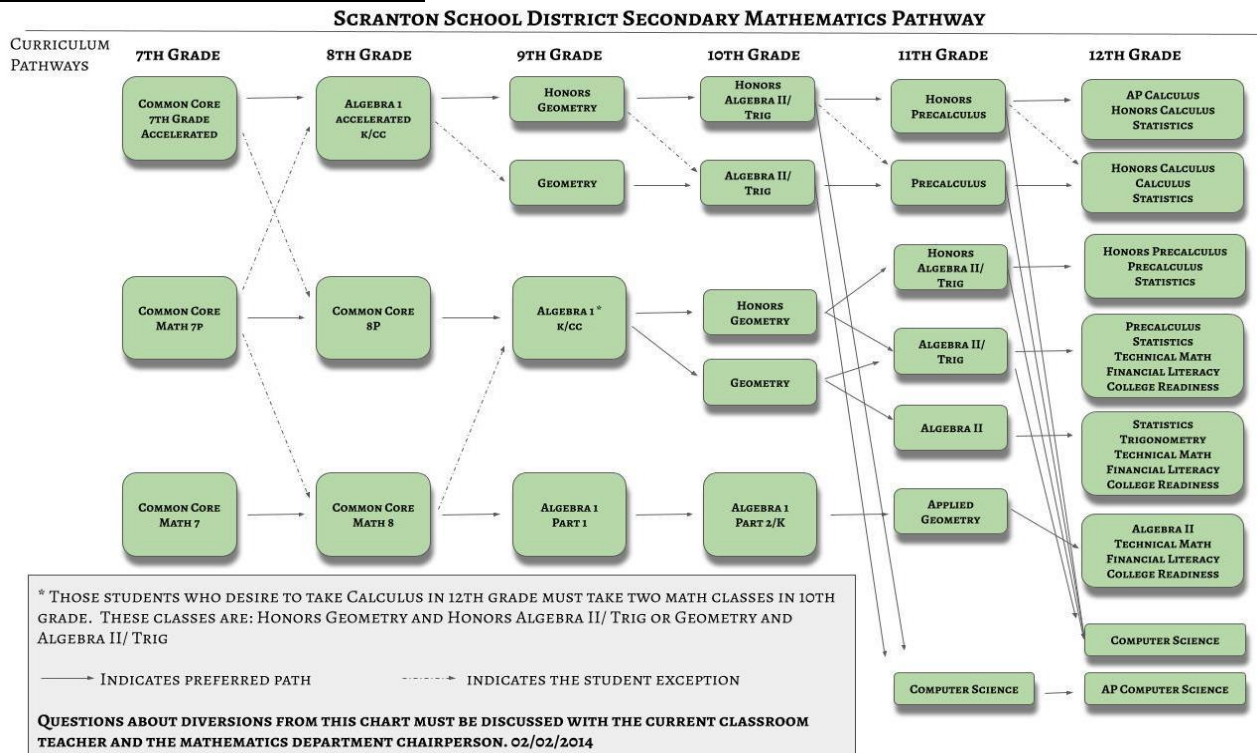 Scranton School District Secondary Mathematics Pathway
Curriculum
Pathways
7th Grade
8th Grade
9th Grade
10th Grade
11th Grade
12th Grade
Common Core
7th Grade
Accelerated
Algebra 1
accelerated
K/CC
Honors
Geometry
Honors
Algebra II/
Trig
Honors
Precalculus
AP Calculus
Honors Calculus
Statistics
Geometry
Algebra II/
Trig
Precalculus
Honors Calculus
Calculus
Statistics
Common Core
Math 7P
Common Core
8P
Algebra 1 *
K/CC
Honors
Geometry
Geometry
Honors
Algebra II/
Trig
Algebra II/
Trig
Algebra II
Honors Precalculus
Precalculus
Statistics
Precalculus
Statistics
Technical Math
Financial Literacy
College Readiness
Statistics
Trigonometry
Technical Math
Financial Literacy
College Readiness
Common Core
Math 7
Common Core
Math 8
Algebra 1
Part 1
Algebra 1
Part 2/K
Applied
Geometry
Algebra II
Technical Math
Financial Literacy
College Readiness
Computer Science
Computer Science
AP Computer Science
* Those students who desire to take Calculus in 12th grade must take two math classes in 10th
grade. These classes are: Honors Geometry and Honors Algebra II/ Trig or Geometry and
Algebra II/ Trig
Indicates preferred path
indicates the student exception
Questions about diversions from this chart must be discussed with the current classroom
teacher and the mathematics department chairperson. 02/02/2014